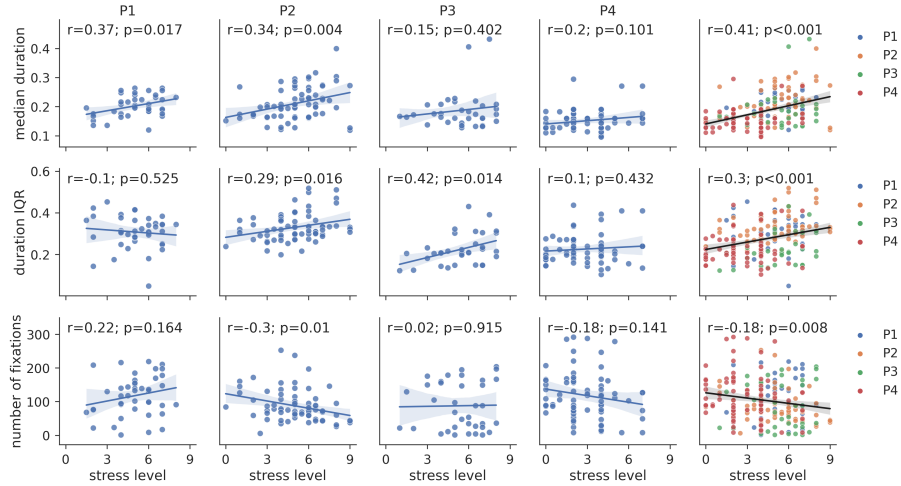 P1 P2 P3 P4
r=0.37; p=0.017 r=0.34; p=0.004 r=0.15; p=0.402 r=0.2; p=0.101 r=0.41; p<0.001
median duration
0.4
0.3
0.2
0.1
P1
P2
P3
P4
r=-0.1; p=0.525 r=0.29; p=0.016 r=0.42; p=0.014 r=0.1; p=0.432 r=0.3; p<0.001
duration IQR
0.6
0.4
0.2
P1
P2
P3
P4
r=0.22; p=0.164 r=-0.3; p=0.01 r=0.02; p=0.915 r=-0.18; p=0.141 r=-0.18; p=0.008
number of fixations
300
200
100
0
P1
P2
P3
P4
0 3 6 9 0 3 6 9 0 3 6 9 0 3 6 9 0 3 6 9
stress level stress level stress level stress level stress level